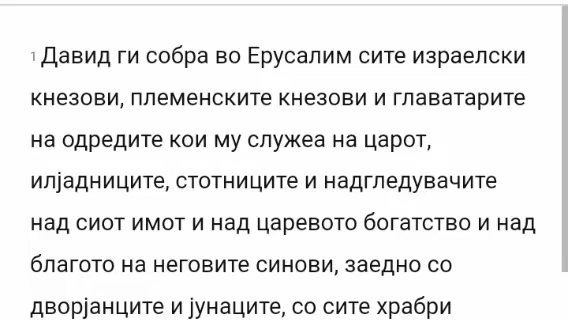 1 Давид ги собра во Ерусалим сите израелски
кнезови, племенските кнезови и главатарите
на одредите кои му служеа на царот,
илјадниците, стотниците и надгледувачите
над сиот имот и над царевото богатство и над
благото на неговите синови, заедно со
дворјанците и јунаците, со сите храбри